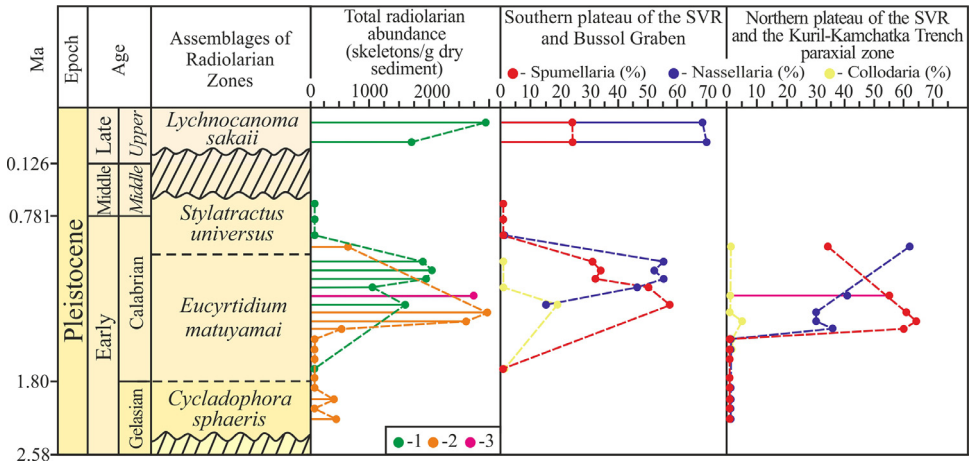 Ma
Epoch
Age
Assemblages of
Radiolarian
Zones
Total radiolarian
abundance
(skeletons/g dry
sediment)
Southern plateau of the SVR
and Bussol Graben
Northern plateau of the SVR
and the Kuril-Kamchatka Trench
paraxial zone
- Spumellaria (%)
- Nassellaria (%)
- Collodaria (%)
0 1000 2000
0 10 20 30 40 50 60 70
0 10 20 30 40 50 60 70
0.126
0.781
1.80
2.58
Pleistocene
Late
Middle
Early
Upper
Middle
Calabrian
Gelasian
Lychnocanoma
sakaii
Stylatractus
universus
Eucyrtidium
matuyamai
Cycladophora
sphaeris
-1 -2 -3